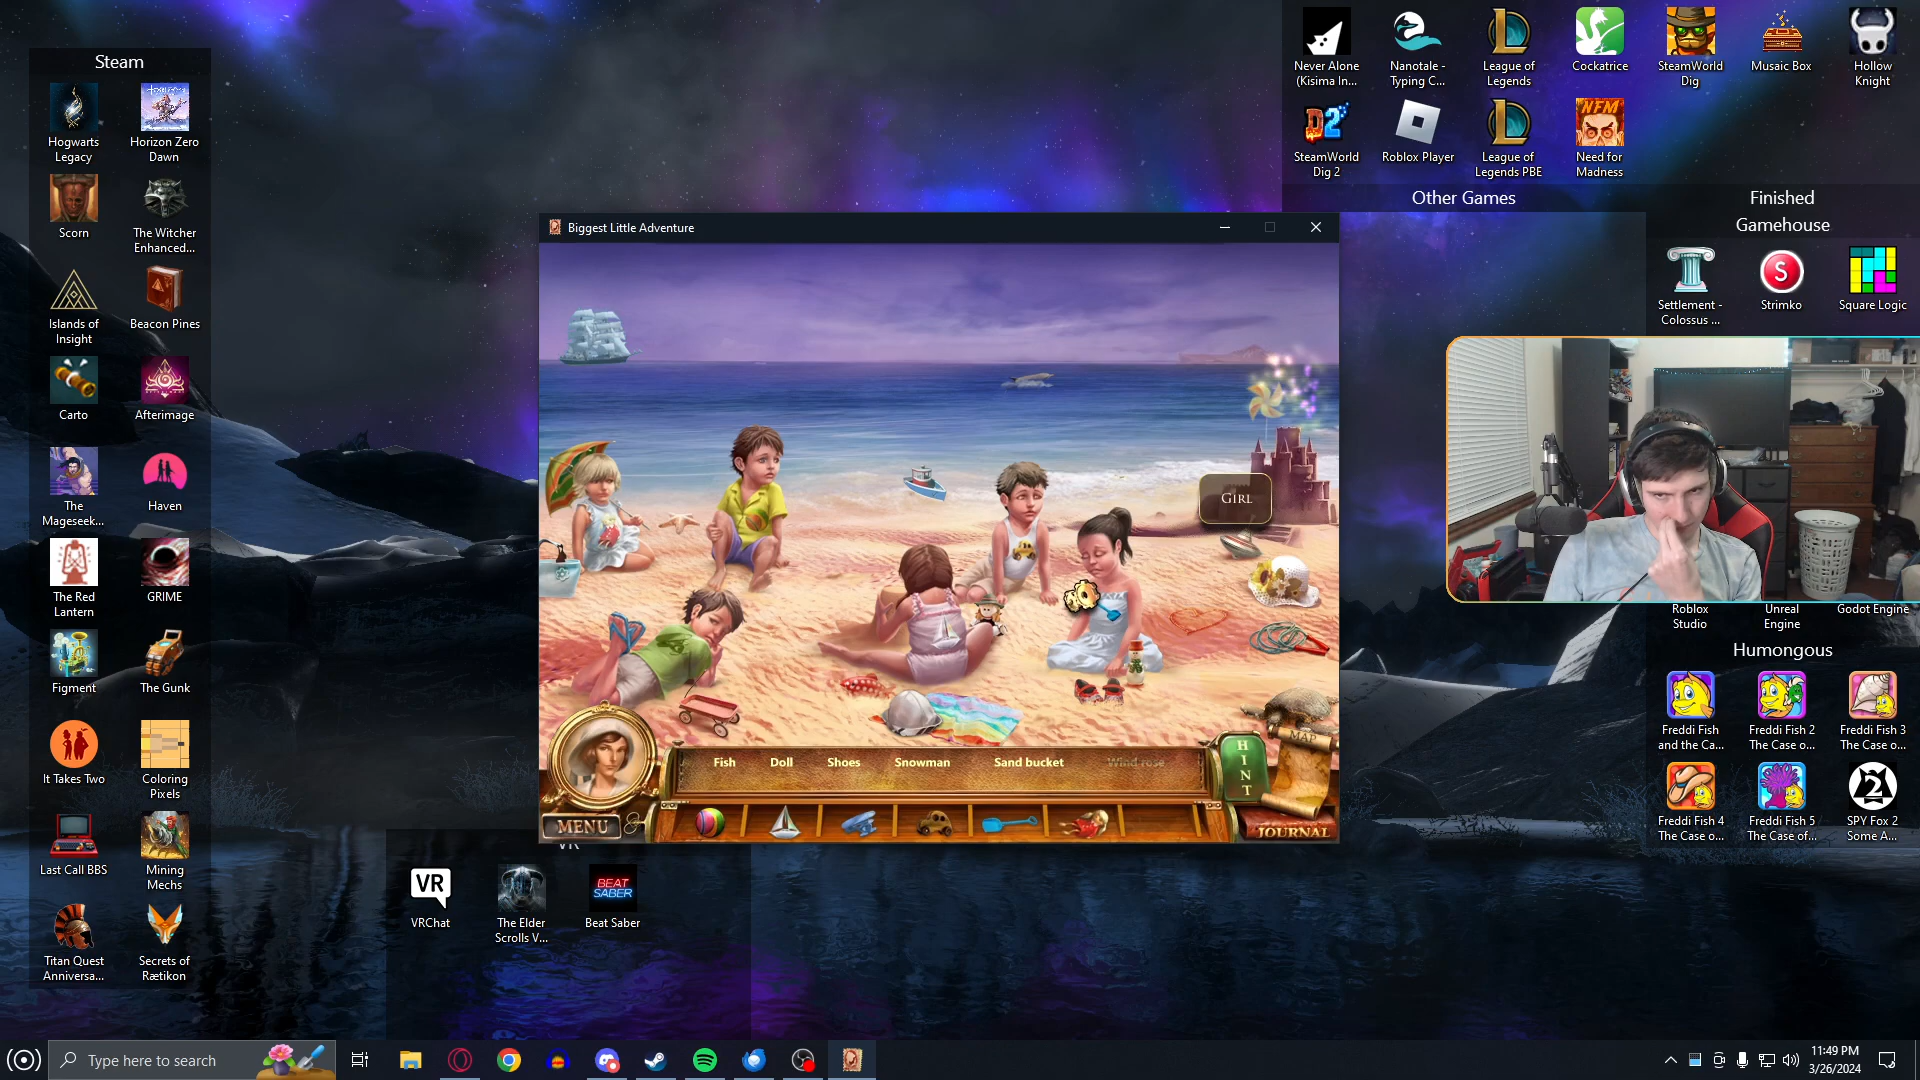 Steam
Hogwarts
Legacy
Horizon Zero
Dawn
Scorn
The Witcher
Enhanced...
Islands of
Insight
Beacon Pines
Carto
Afterimage
The
Mageseek...
Haven
The Red
Lantern
GRIME
Figment
The Gunk
It Takes Two
Coloring
Pixels
Last Call BBS
Mining
Mechs
Titan Quest
Anniversa...
Secrets of
Rætikon
Never Alone
(Kisima In...
Nanotale -
Typing C...
League of
Legends
Cockatrice
SteamWorld
Dig
Musaic Box
Hollow
Knight
D2
SteamWorld
Dig 2
Roblox Player
League of
Legends PBE
NFM
Need for
Madness
Other Games
Finished
Gamehouse
Settlement -
Colossus ...
S
Strimko
Square Logic
Roblox
Studio
Unreal
Engine
Godot Engine
Humongous
Freddi Fish
and the Ca...
Freddi Fish 2
The Case o...
Freddi Fish 3
The Case o...
Freddi Fish 4
The Case o...
Freddi Fish 5
The Case of...
2
SPY Fox 2
Some A...
Biggest Little Adventure
GIRL
Fish
Doll
Shoes
Snowman
Sand bucket
Wind rose
HINT
MAP
MENU
JOURNAL
VR
VR
VRChat
The Elder
Scrolls V...
BEAT
SABER
Beat Saber
Type here to search
11:49 PM
3/26/2024